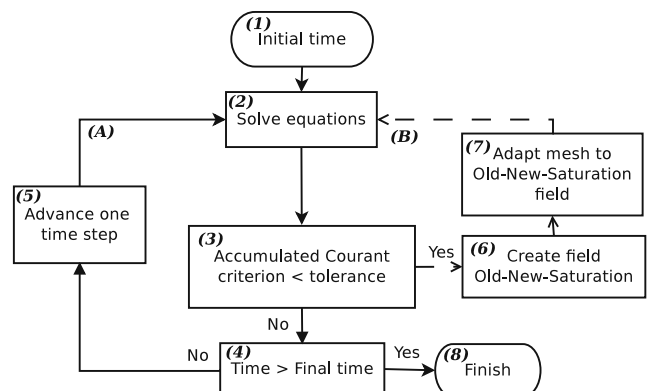 (1)
Initial time
(2)
Solve equations
(A)
(B)
(7)
Adapt mesh to
Old-New-Saturation
field
(5)
Advance one
time step
(3)
Accumulated Courant
criterion < tolerance
Yes
(6)
Create field
Old-New-Saturation
No
(4)
Time > Final time
No
Yes
(8)
Finish